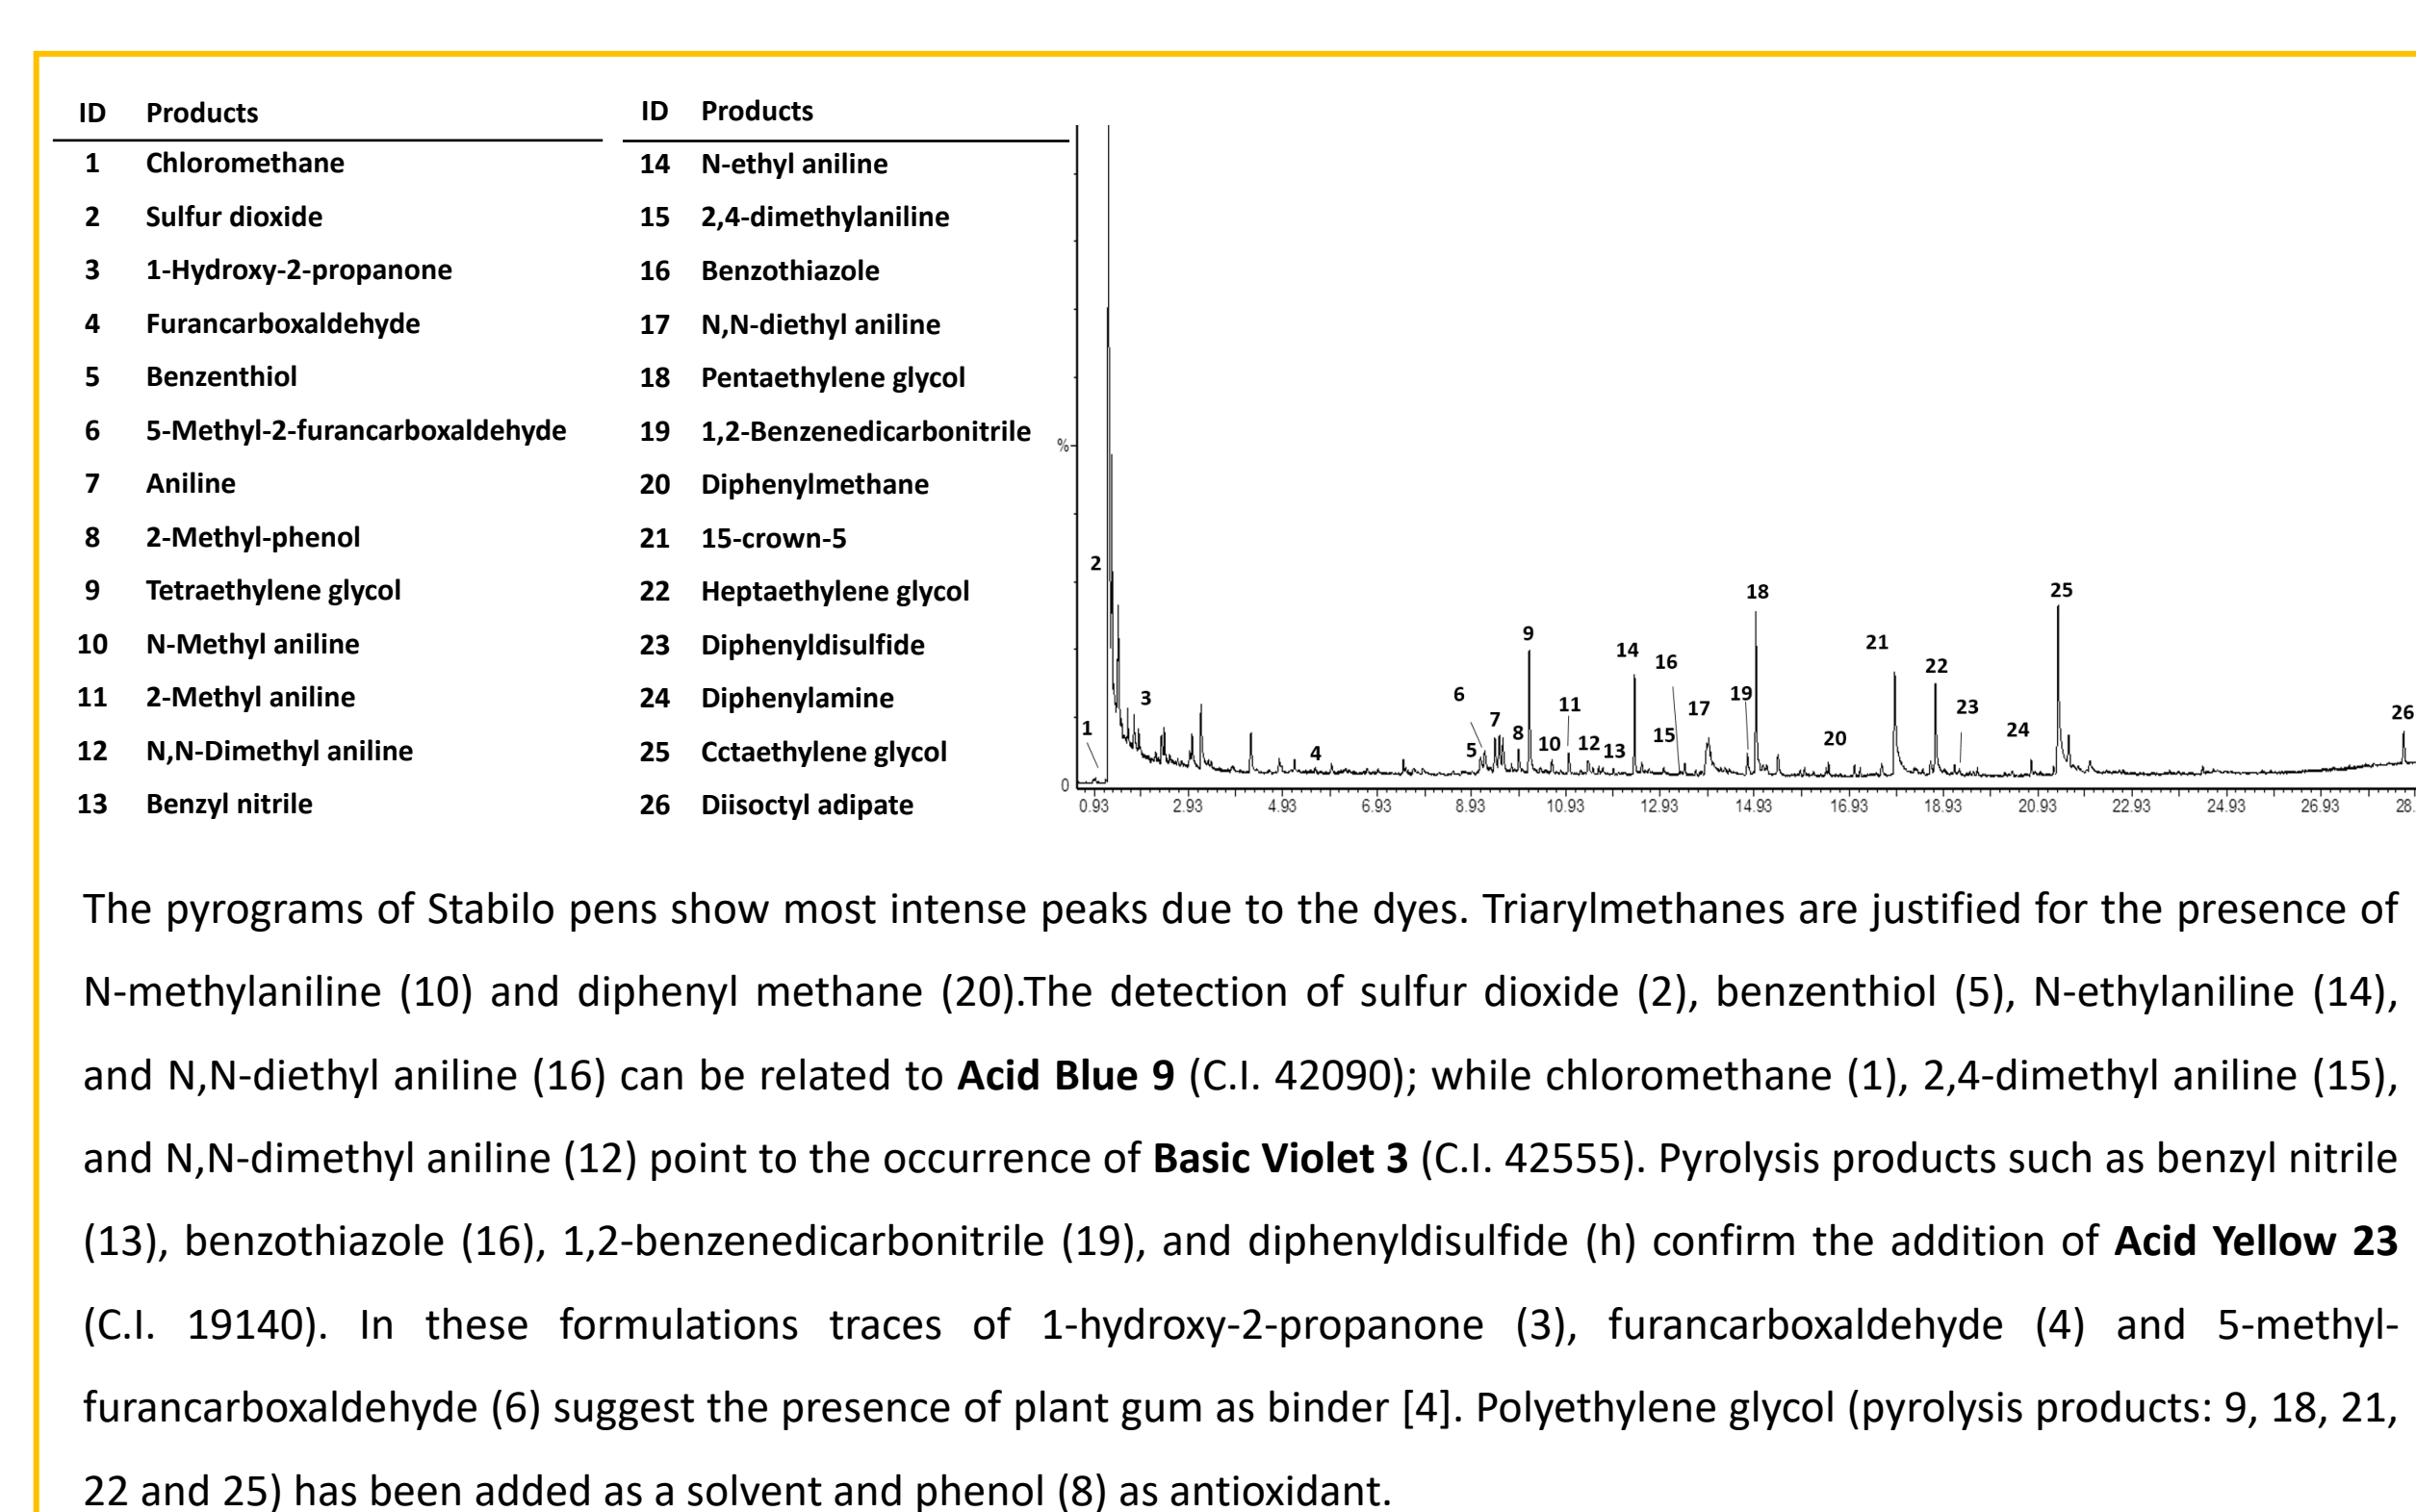 ID Products
1 Chloromethane
2 Sulfur dioxide
3 1-Hydroxy-2-propanone
4 Furancarboxaldehyde
5 Benzenthiol
6 5-Methyl-2-furancarboxaldehyde
7 Aniline
8 2-Methyl-phenol
9 Tetraethylene glycol
10 N-Methyl aniline
11 2-Methyl aniline
12 N,N-Dimethyl aniline
13 Benzyl nitrile
ID Products
14 N-ethyl aniline
15 2,4-dimethylaniline
16 Benzothiazole
17 N,N-diethyl aniline
18 Pentaethylene glycol
19 1,2-Benzenedicarbonitrile
20 Diphenylmethane
21 15-crown-5
22 Heptaethylene glycol
23 Diphenyldisulfide
24 Diphenylamine
25 Cctaethylene glycol
26 Diisoctyl adipate
%
0
1
2
3
4
5
6
7
8
9
10
11
12
13
14
15
16
17
18
19
20
21
22
23
24
25
26
0.93 2.93 4.93 6.93 8.93 10.93 12.93 14.93 16.93 18.93 20.93 22.93 24.93 26.93 28.
The pyrograms of Stabilo pens show most intense peaks due to the dyes. Triarylmethanes are justified for the presence of
N-methylaniline (10) and diphenyl methane (20).The detection of sulfur dioxide (2), benzenthiol (5), N-ethylaniline (14),
and N,N-diethyl aniline (16) can be related to Acid Blue 9 (C.I. 42090); while chloromethane (1), 2,4-dimethyl aniline (15),
and N,N-dimethyl aniline (12) point to the occurrence of Basic Violet 3 (C.I. 42555). Pyrolysis products such as benzyl nitrile
(13), benzothiazole (16), 1,2-benzenedicarbonitrile (19), and diphenyldisulfide (h) confirm the addition of Acid Yellow 23
(C.I. 19140). In these formulations traces of 1-hydroxy-2-propanone (3), furancarboxaldehyde (4) and 5-methyl-
furancarboxaldehyde (6) suggest the presence of plant gum as binder [4]. Polyethylene glycol (pyrolysis products: 9, 18, 21,
22 and 25) has been added as a solvent and phenol (8) as antioxidant.